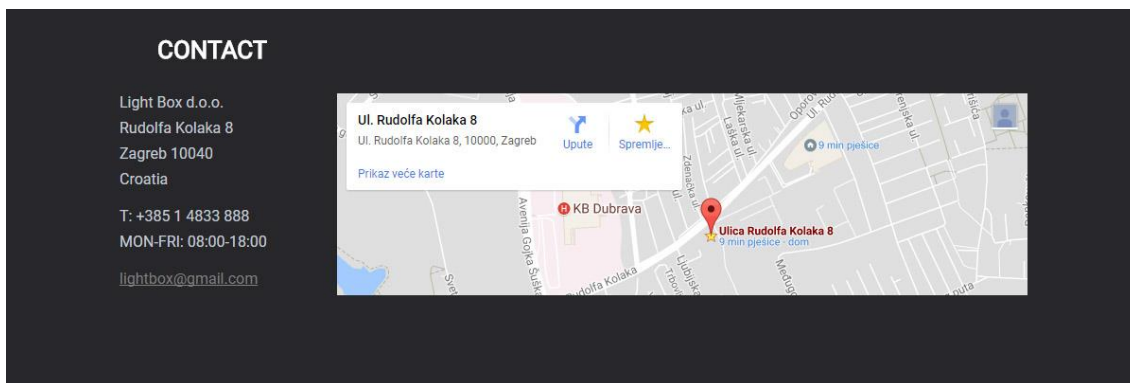 CONTACT
Light Box d.o.o.
Rudolfa Kolaka 8
Zagreb 10040
Croatia
T: +385 1 4833 888
MON-FRI: 08:00-18:00
lightbox@gmail.com
Ul. Rudolfa Kolaka 8
Ul. Rudolfa Kolaka 8, 10000, Zagreb
Prikaz veće karte
Upute
Spremlje...
Mljekarska ul.
Laška ul.
Zdenačka ul.
9 min pješice
KB Dubrava
Avenija Gojka Šuška
Ulica Rudolfa Kolaka 8
9 min pješice - dom
Ljubijska